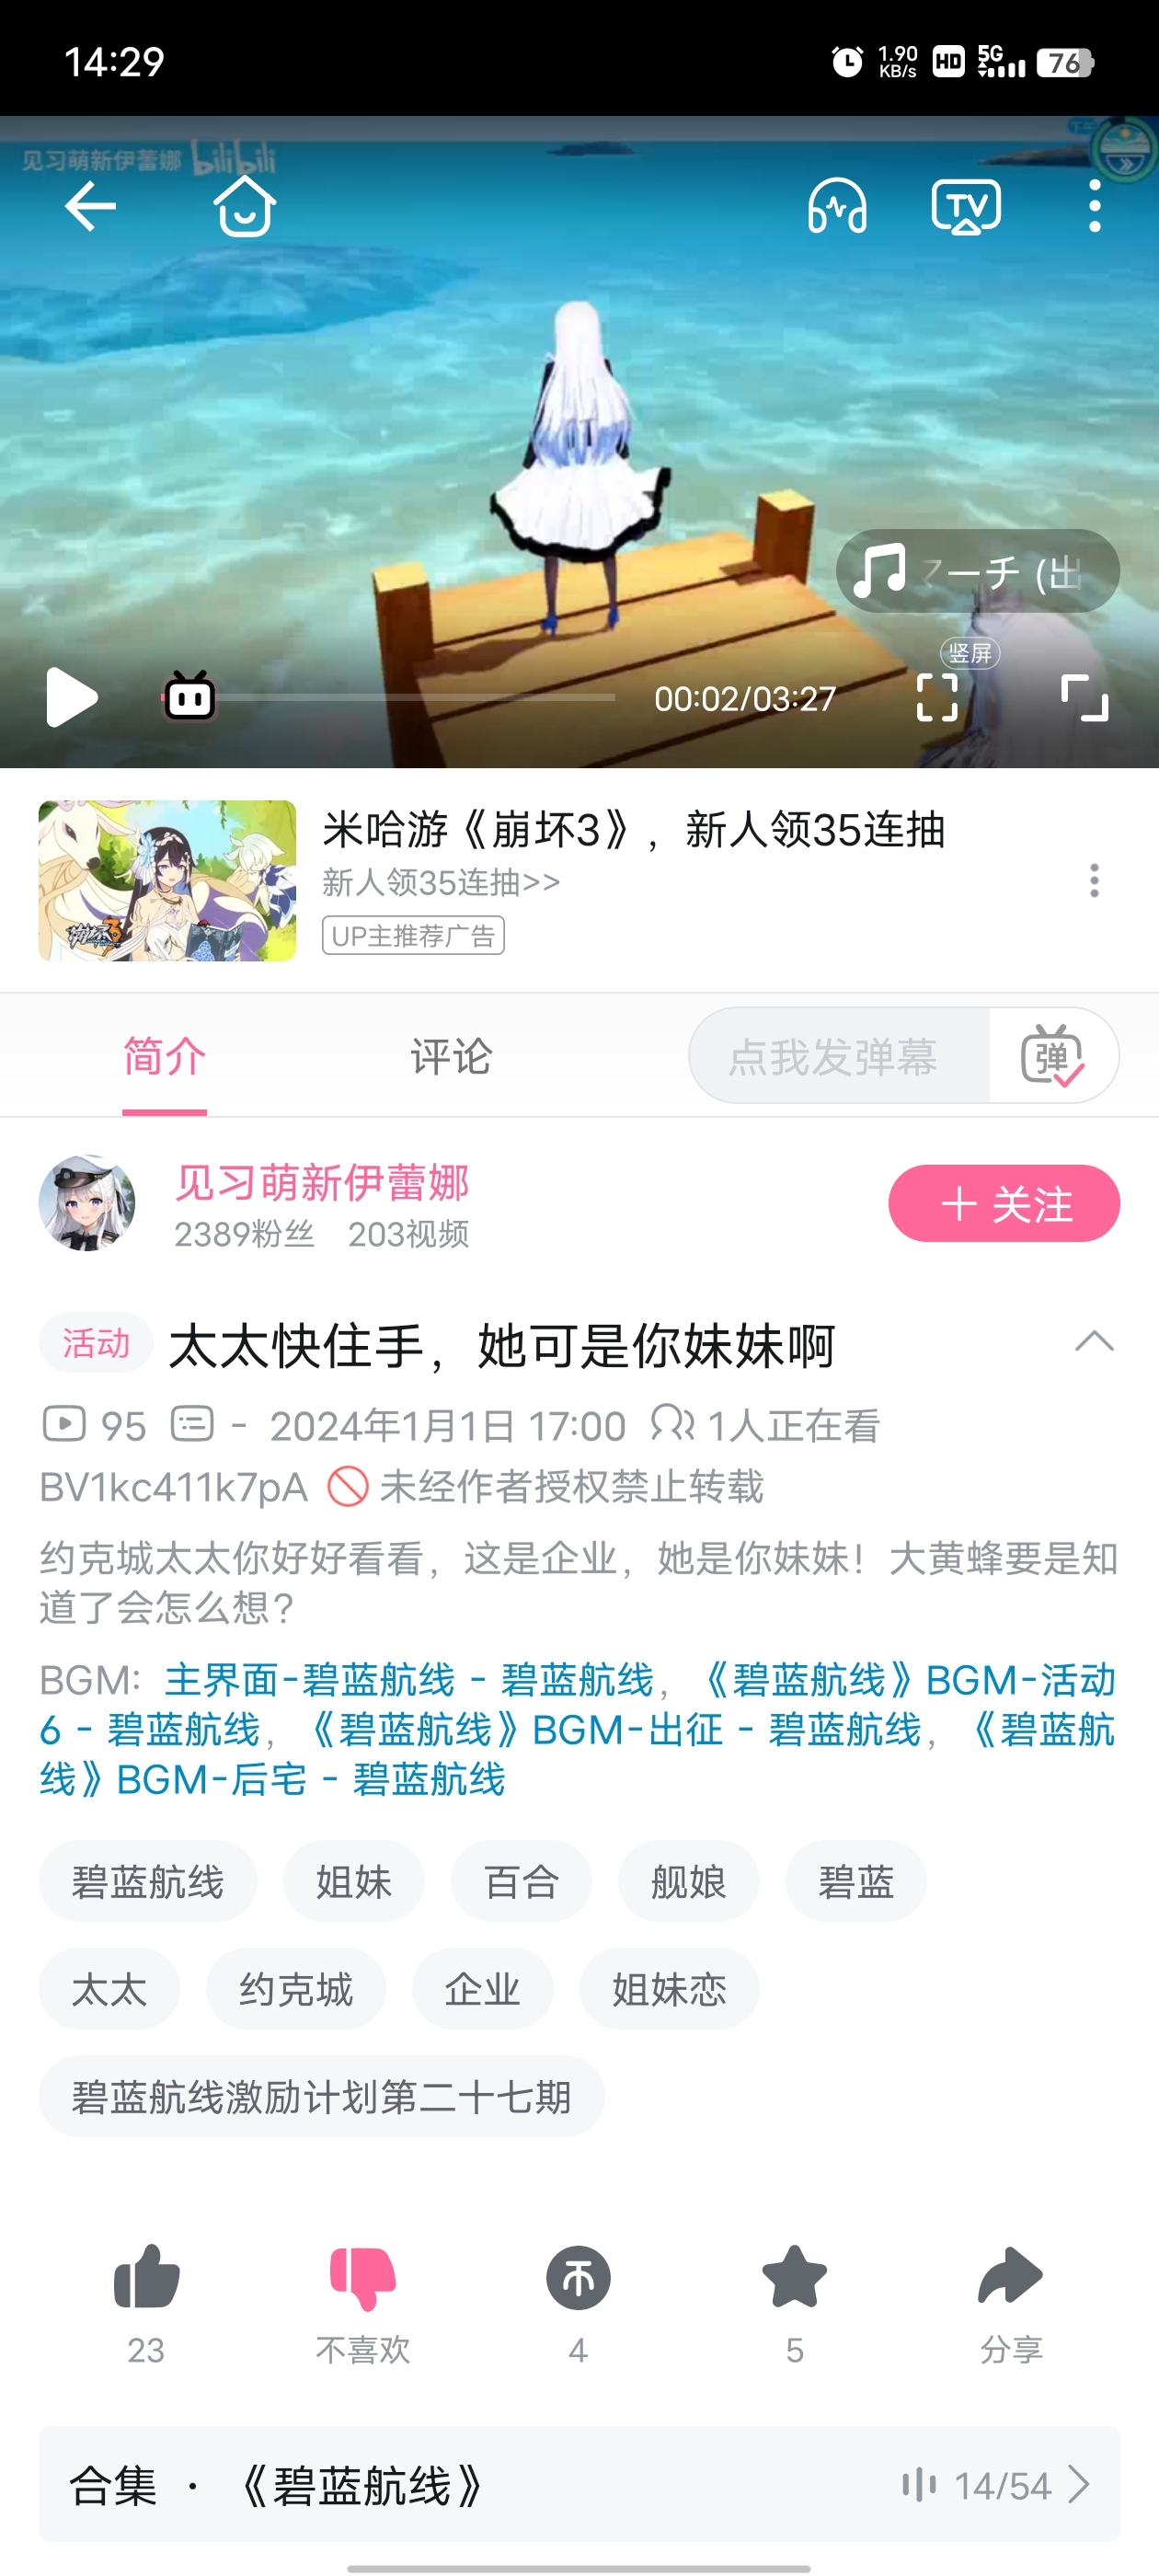 14:29
1.90
KB/s
HD
5G
76
见习萌新伊蕾娜 bilibili
TV
マーチ (出
竖屏
00:02/03:27
米哈游《崩坏3》，新人领35连抽
新人领35连抽>>
UP主推荐广告
崩坏3
简介
评论
点我发弹幕
弹
见习萌新伊蕾娜
2389粉丝 203视频
关注
活动
太太快住手，她可是你妹妹啊
95 - 2024年1月1日 17:00 1人正在看
BV1kc411k7pA 未经作者授权禁止转载
约克城太太你好好看看，这是企业，她是你妹妹！大黄蜂要是知
道了会怎么想？
BGM：主界面-碧蓝航线 - 碧蓝航线，《碧蓝航线》BGM-活动
6 - 碧蓝航线，《碧蓝航线》BGM-出征 - 碧蓝航线，《碧蓝航
线》BGM-后宅 - 碧蓝航线
碧蓝航线 姐妹 百合 舰娘 碧蓝
太太 约克城 企业 姐妹恋
碧蓝航线激励计划第二十七期
23 不喜欢 4 5 分享
合集 · 《碧蓝航线》
14/54